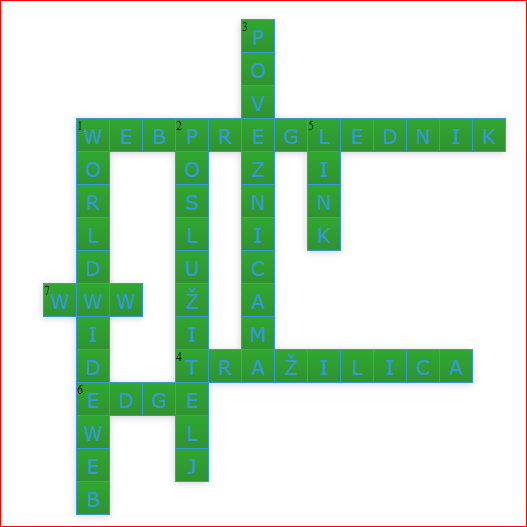 3 P
O
V
1 W E B 2 P R E G 5 L E D N I K
O O Z I
R S N N
L L I K
D U C
7 W W W Ž A
I I M
D 4 T R A Ž I L I C A
6 E D G E
W L
E J
B